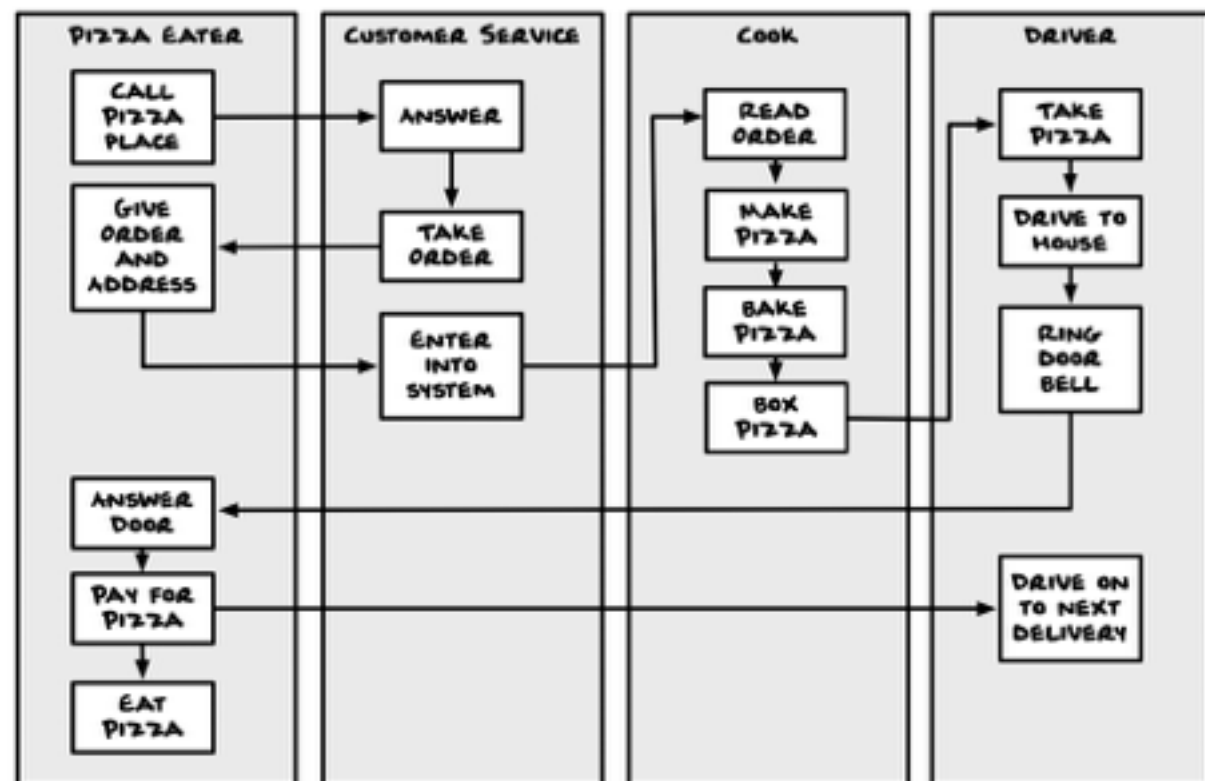 PIZZA EATER
CALL
PIZZA
PLACE
GIVE
ORDER
AND
ADDRESS
ANSWER
DOOR
PAY FOR
PIZZA
EAT
PIZZA
CUSTOMER SERVICE
ANSWER
TAKE
ORDER
ENTER
INTO
SYSTEM
COOK
READ
ORDER
MAKE
PIZZA
BAKE
PIZZA
BOX
PIZZA
DRIVER
TAKE
PIZZA
DRIVE TO
HOUSE
RING
DOOR
BELL
DRIVE ON
TO NEXT
DELIVERY